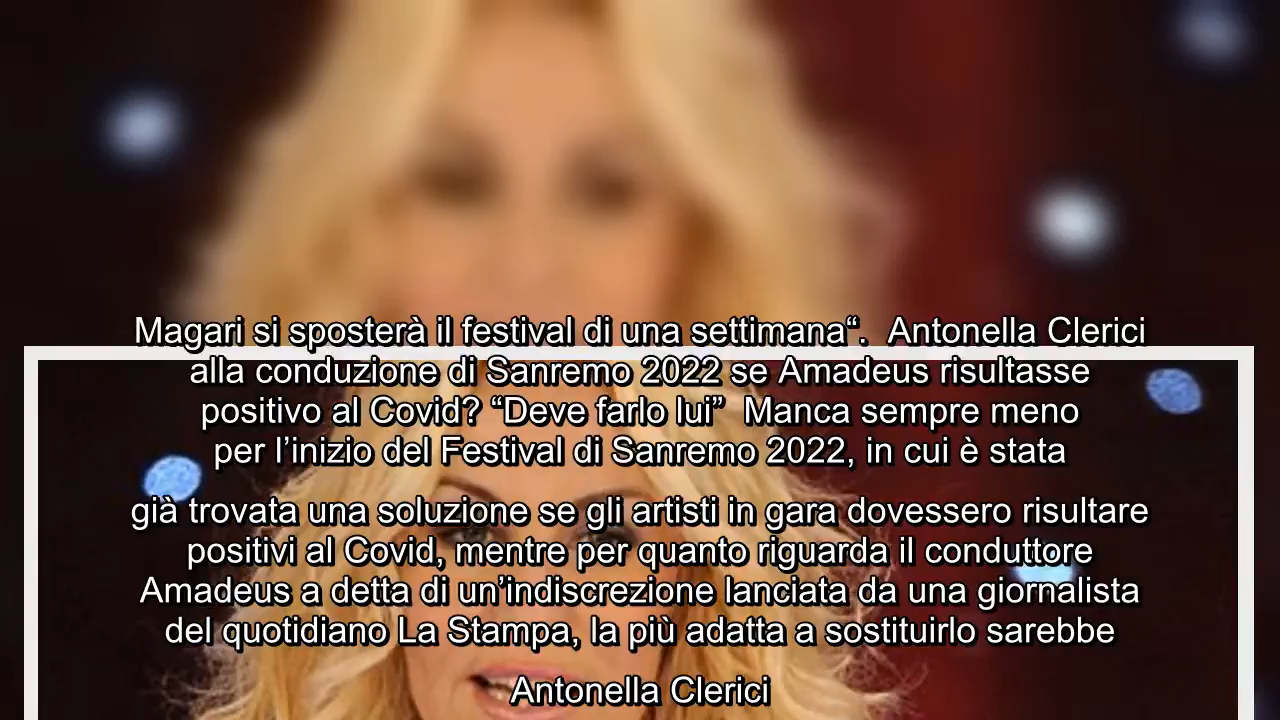 Magari si sposterà il festival di una settimana“.  Antonella Clerici
alla conduzione di Sanremo 2022 se Amadeus risultasse
positivo al Covid? “Deve farlo lui”  Manca sempre meno
per l’inizio del Festival di Sanremo 2022, in cui è stata
già trovata una soluzione se gli artisti in gara dovessero risultare
positivi al Covid, mentre per quanto riguarda il conduttore
Amadeus a detta di un’indiscrezione lanciata da una giornalista
del quotidiano La Stampa, la più adatta a sostituirlo sarebbe
Antonella Clerici